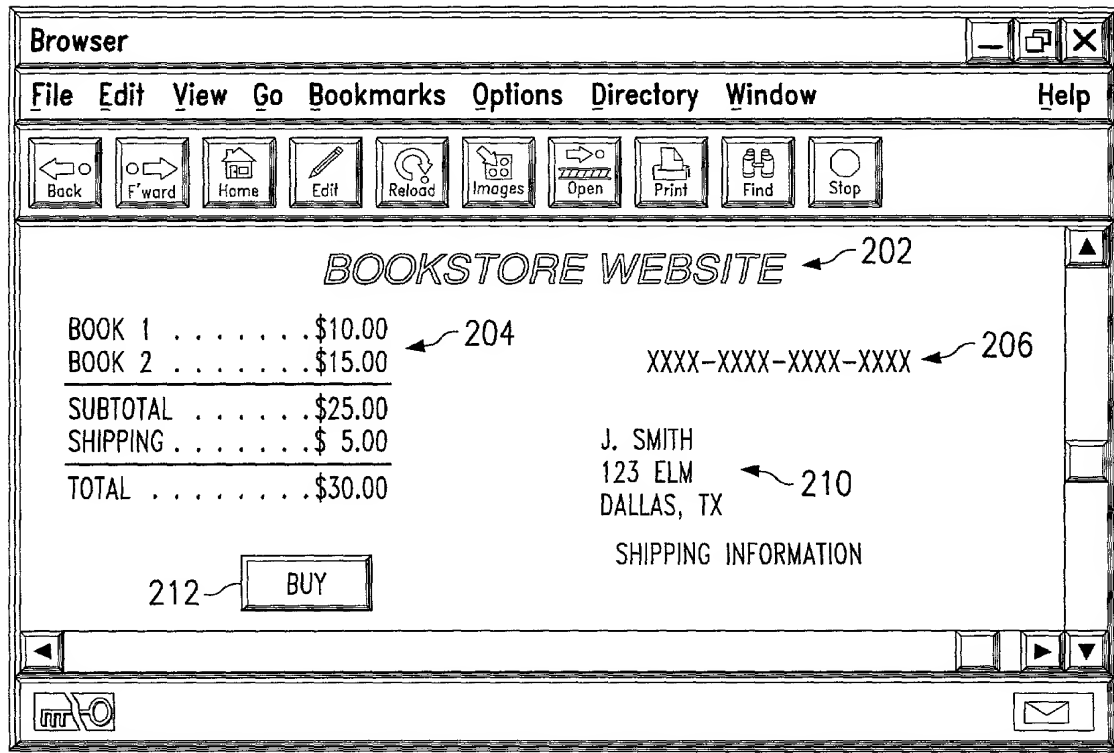 Browser
File Edit View Go Bookmarks Options Directory Window Help
Back F'ward Home Edit Reload Images Open Print Find Stop
BOOKSTORE WEBSITE 202
BOOK 1 . . . . . . .$10.00
BOOK 2 . . . . . . .$15.00
204
SUBTOTAL . . . . . .$25.00
SHIPPING . . . . . . .$ 5.00
TOTAL . . . . . . . .$30.00
XXXX-XXXX-XXXX-XXXX 206
J. SMITH
123 ELM
DALLAS, TX
210
SHIPPING INFORMATION
212 BUY